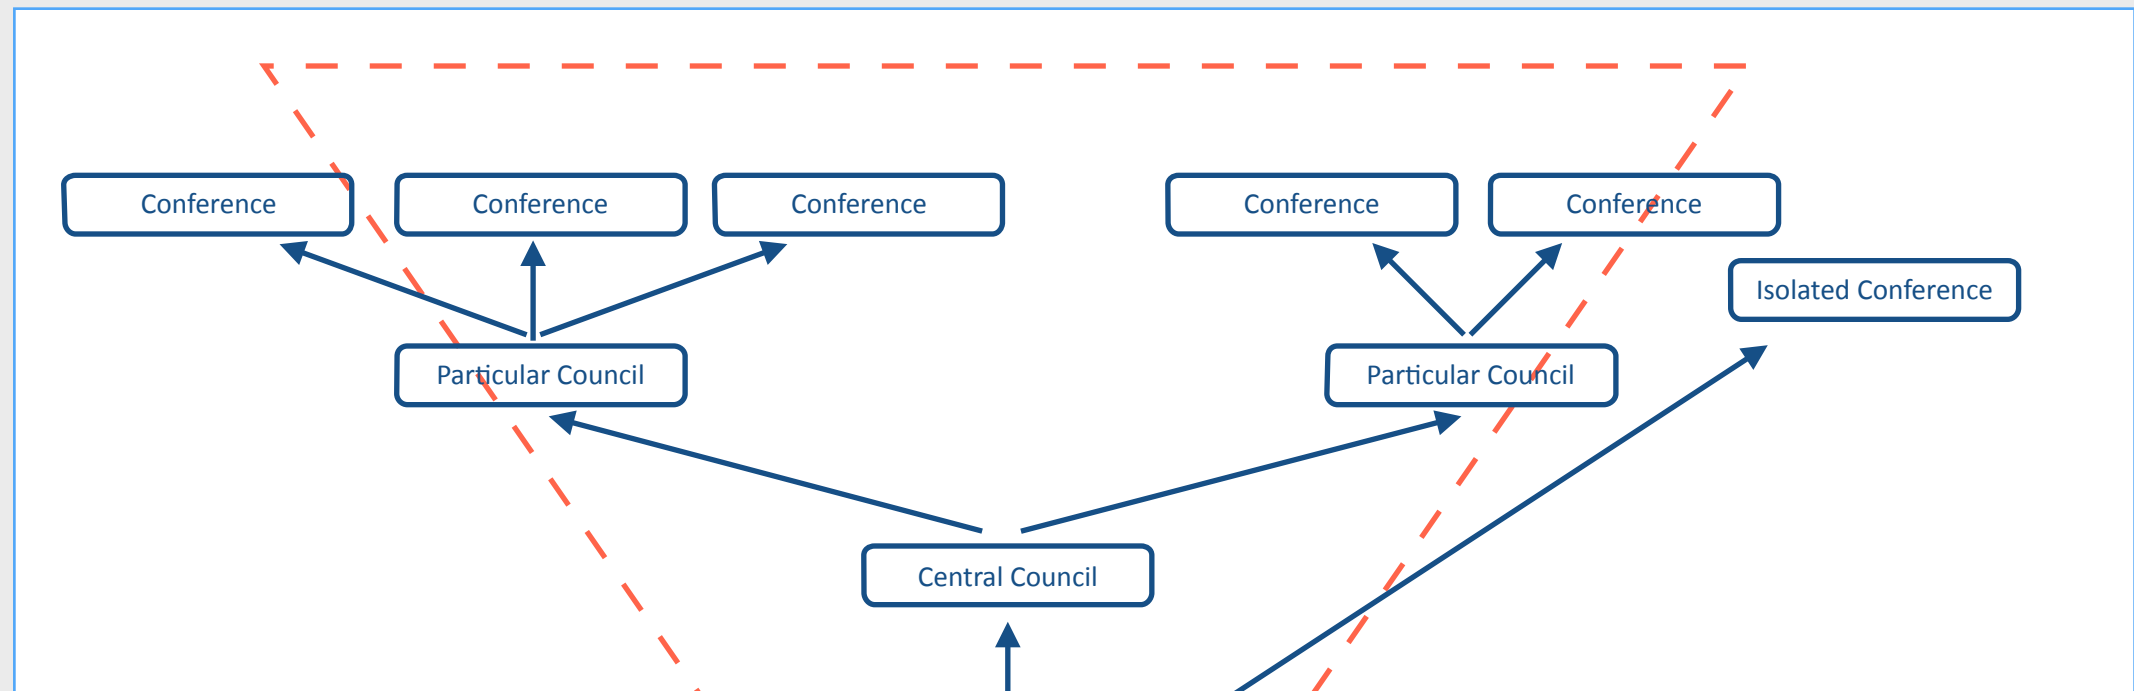 Conference
Conference
Conference
Conference
Conference
Isolated Conference
Particular Council
Particular Council
Central Council